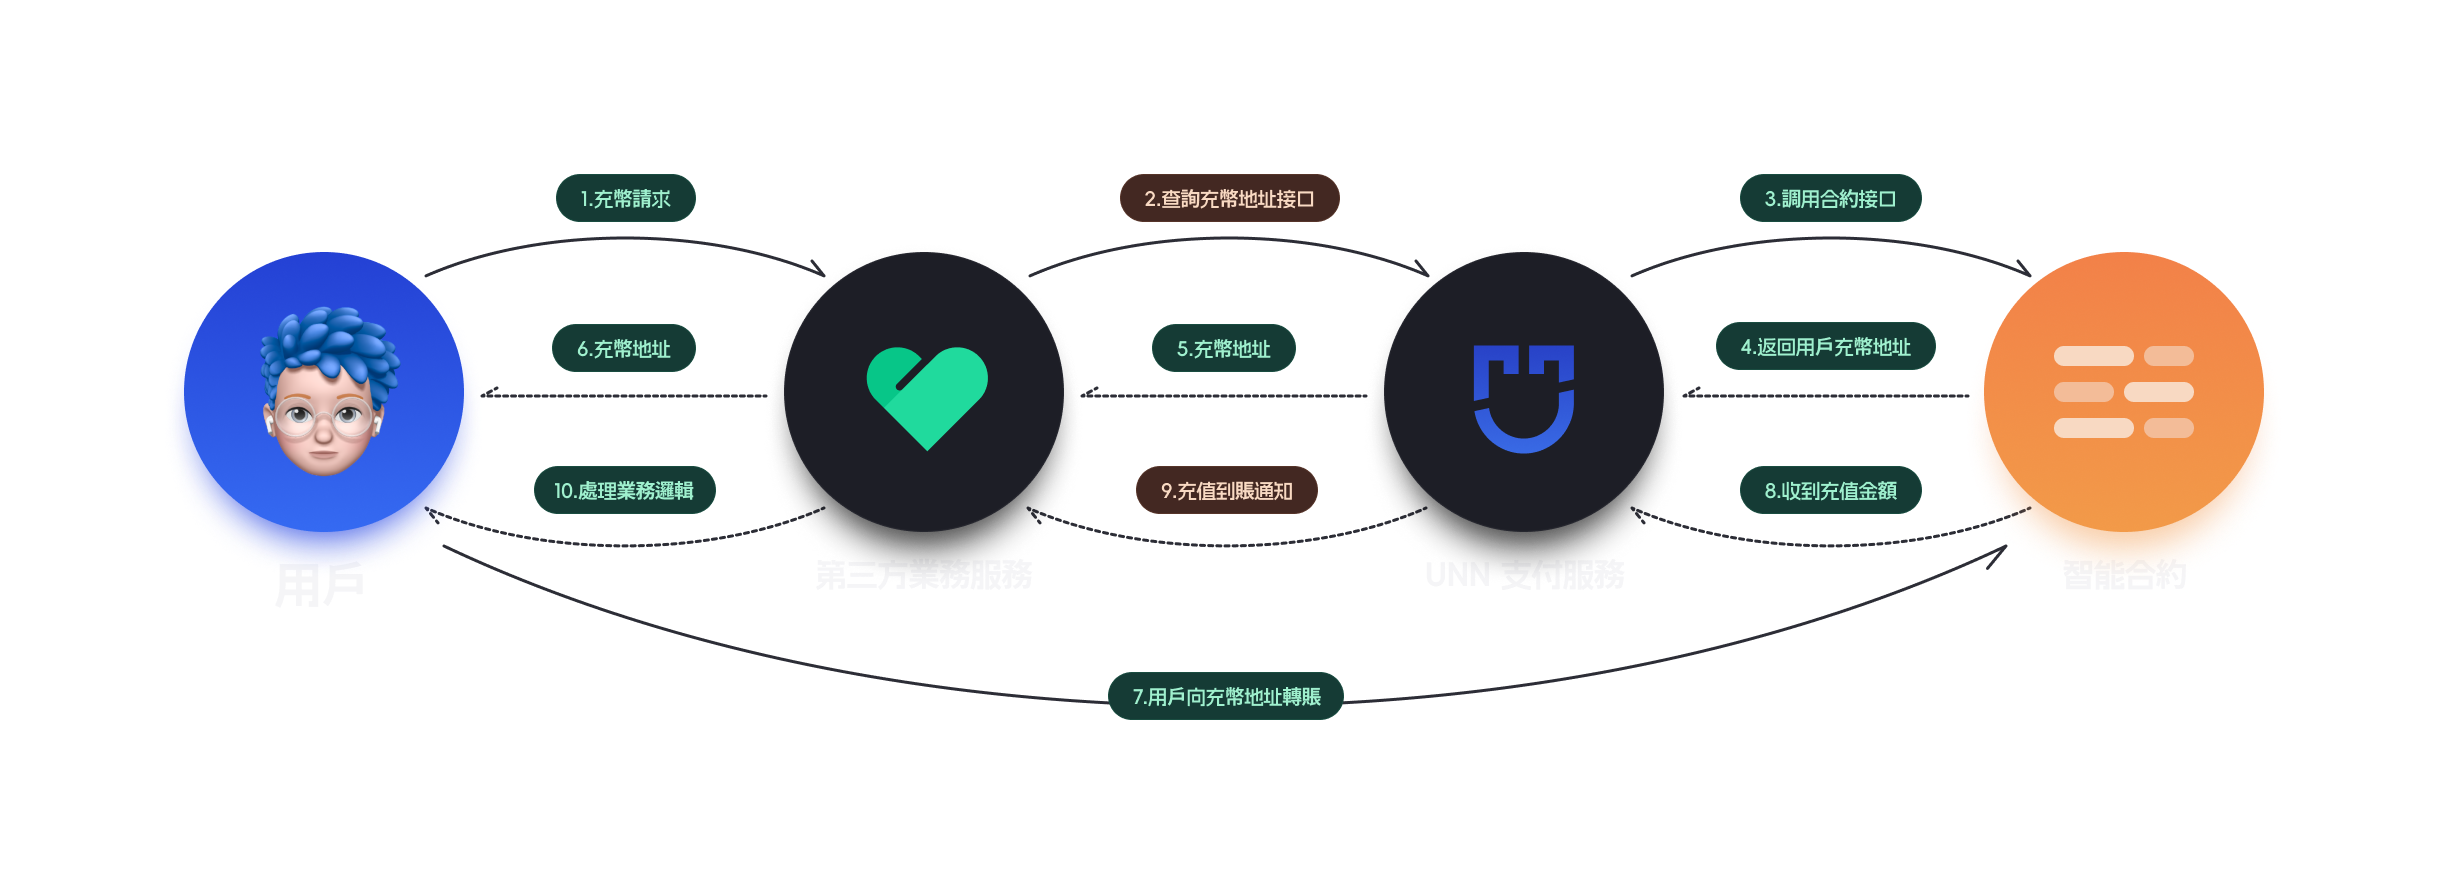 1.充幣請求
2.查詢充幣地址接口
3.調用合約接口
6.充幣地址
5.充幣地址
4.返回用戶充幣地址
10.處理業務邏輯
9.充值到賬通知
8.收到充值金額
用戶
第三方業務服務
UNN 支付服務
智能合約
7.用戶向充幣地址轉賬